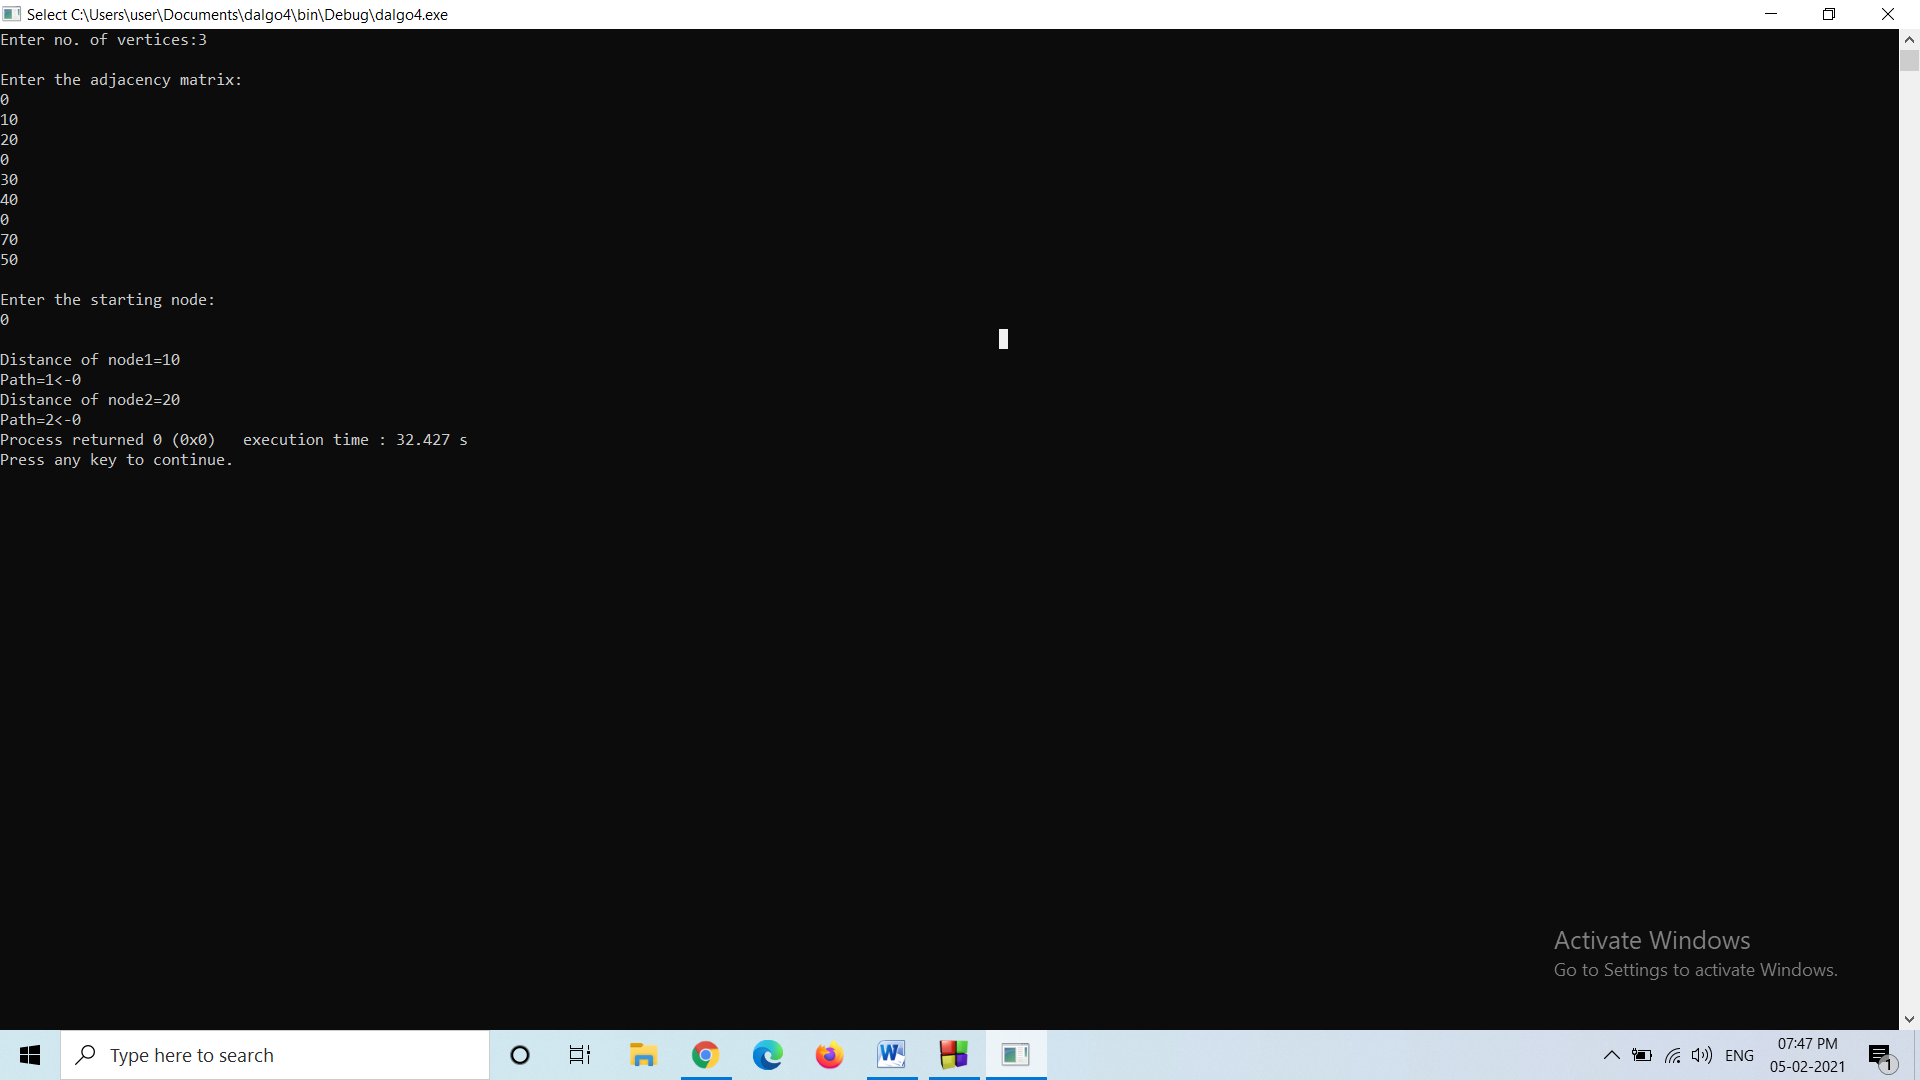 Select C:\Users\user\Documents\dalgo4\bin\Debug\dalgo4.exe
Enter no. of vertices:3
Enter the adjacency matrix:
0
10
20
0
30
40
0
70
50
Enter the starting node:
0
Distance of node1=10
Path=1<-0
Distance of node2=20
Path=2<-0
Process returned 0 (0x0)   execution time : 32.427 s
Press any key to continue.
Activate Windows
Go to Settings to activate Windows.
Type here to search
ENG
07:47 PM
05-02-2021
1